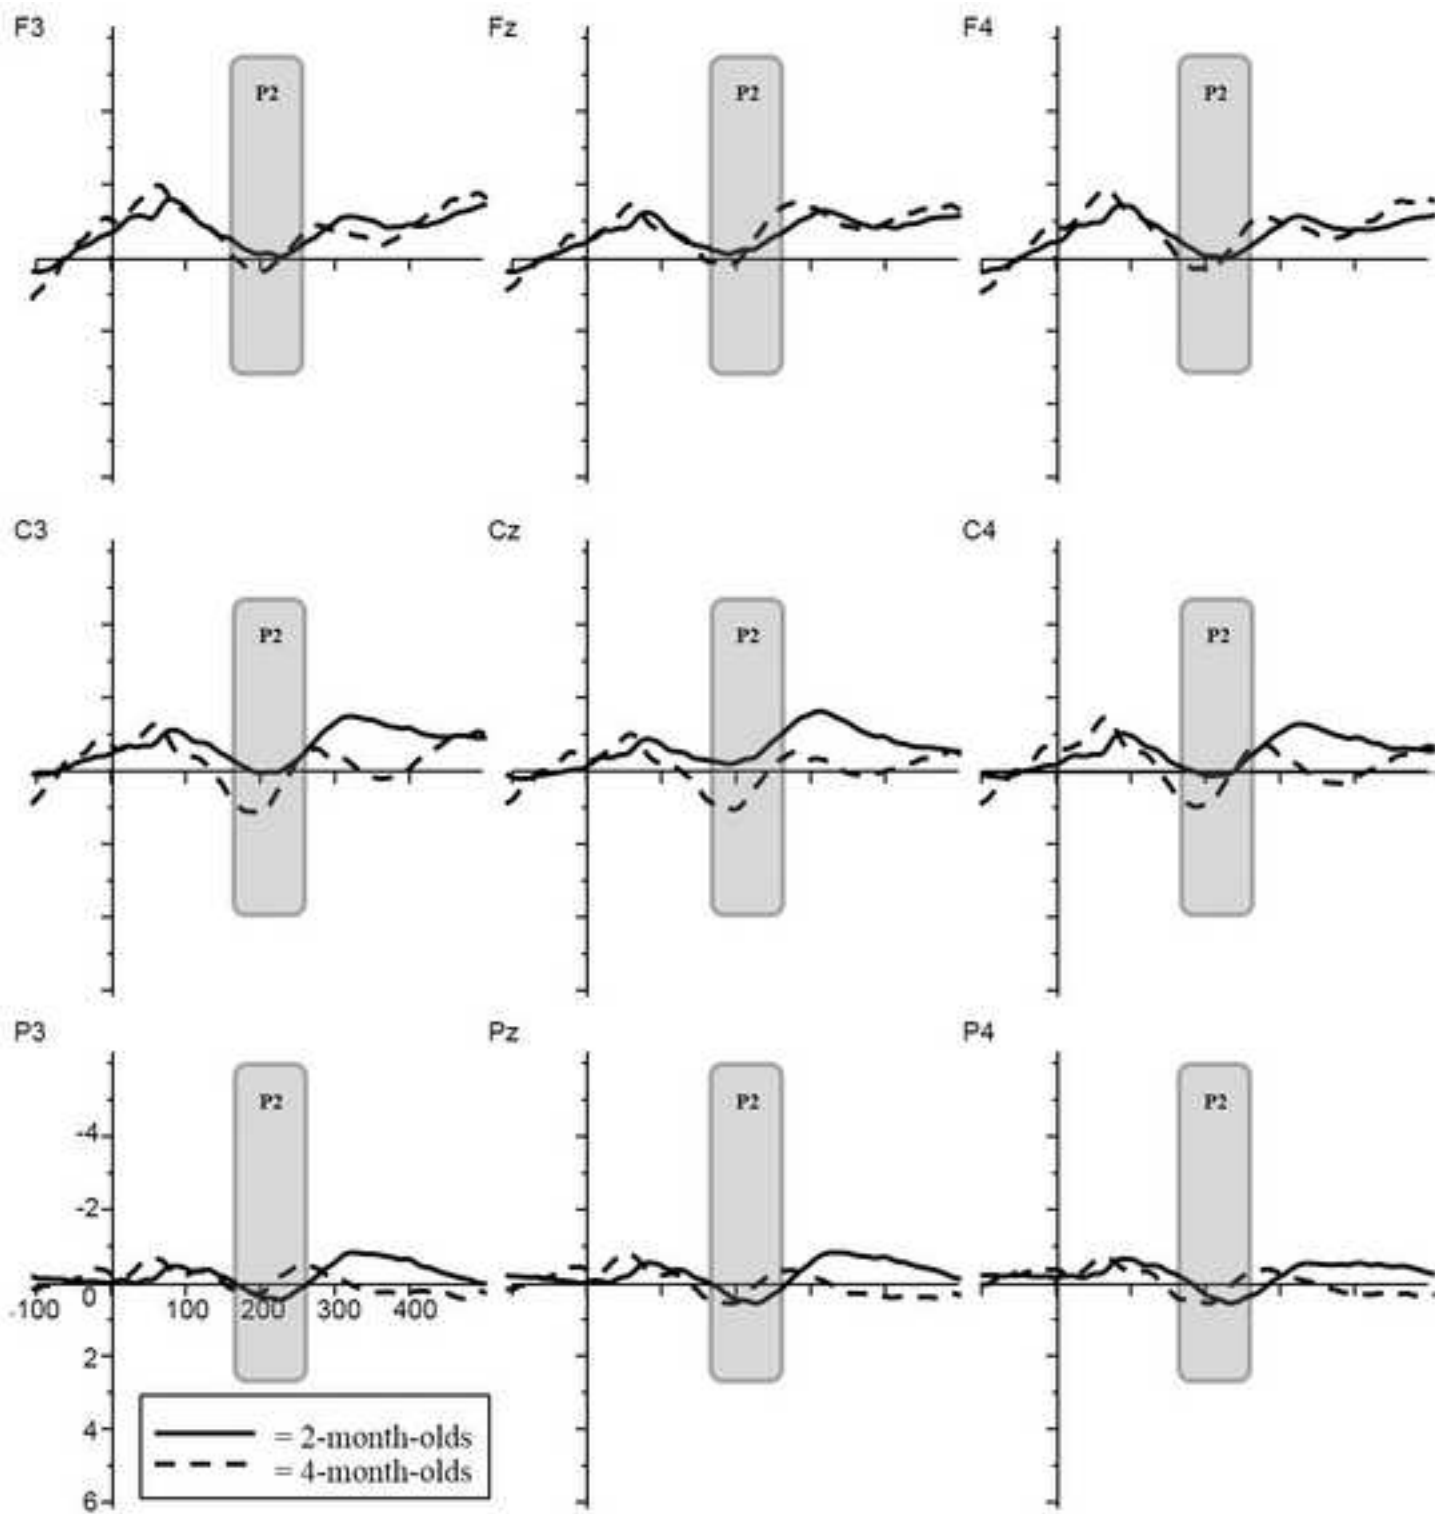 F3 Fz F4
P2 P2 P2
C3 Cz C4
P2 P2 P2
P3 Pz P4
P2 P2 P2
-4
-2
0
-100 100 200 300 400
2
4
6
= 2-month-olds
= 4-month-olds